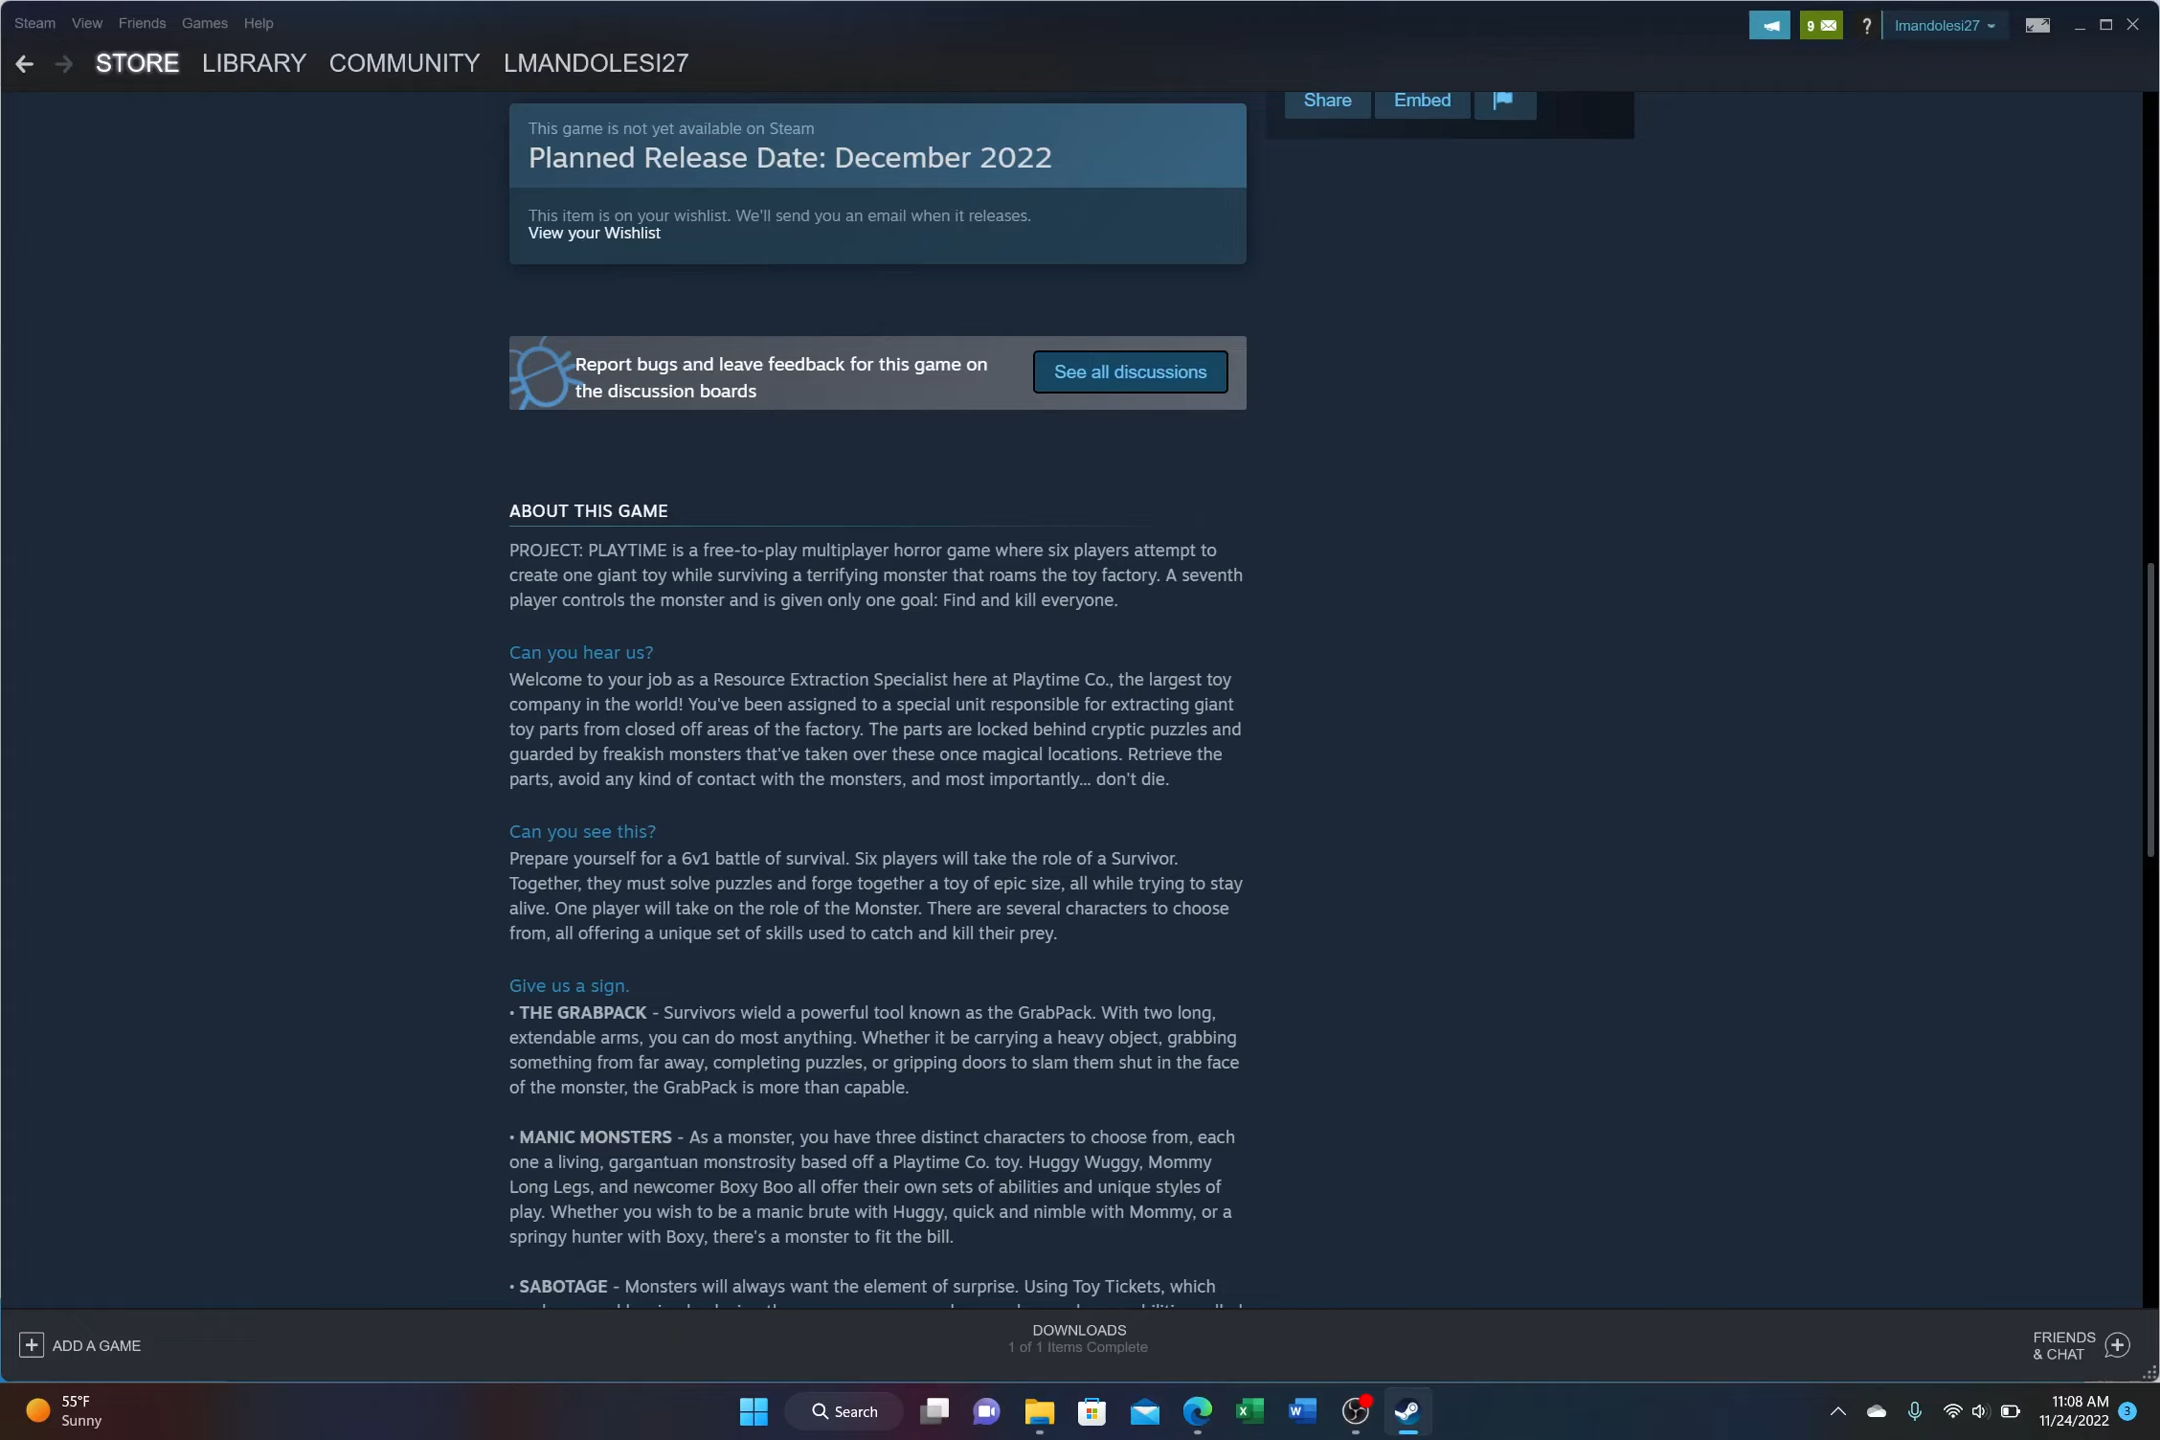 Steam View Friends Games Help
9 ? lmandolesi27
STORE LIBRARY COMMUNITY LMANDOLESI27
Share Embed
This game is not yet available on Steam
Planned Release Date: December 2022
This item is on your wishlist. We'll send you an email when it releases.
View your Wishlist
Report bugs and leave feedback for this game on
the discussion boards
See all discussions
ABOUT THIS GAME
PROJECT: PLAYTIME is a free-to-play multiplayer horror game where six players attempt to
create one giant toy while surviving a terrifying monster that roams the toy factory. A seventh
player controls the monster and is given only one goal: Find and kill everyone.
Can you hear us?
Welcome to your job as a Resource Extraction Specialist here at Playtime Co., the largest toy
company in the world! You've been assigned to a special unit responsible for extracting giant
toy parts from closed off areas of the factory. The parts are locked behind cryptic puzzles and
guarded by freakish monsters that've taken over these once magical locations. Retrieve the
parts, avoid any kind of contact with the monsters, and most importantly... don't die.
Can you see this?
Prepare yourself for a 6v1 battle of survival. Six players will take the role of a Survivor.
Together, they must solve puzzles and forge together a toy of epic size, all while trying to stay
alive. One player will take on the role of the Monster. There are several characters to choose
from, all offering a unique set of skills used to catch and kill their prey.
Give us a sign.
• THE GRABPACK - Survivors wield a powerful tool known as the GrabPack. With two long,
extendable arms, you can do most anything. Whether it be carrying a heavy object, grabbing
something from far away, completing puzzles, or gripping doors to slam them shut in the face
of the monster, the GrabPack is more than capable.
• MANIC MONSTERS - As a monster, you have three distinct characters to choose from, each
one a living, gargantuan monstrosity based off a Playtime Co. toy. Huggy Wuggy, Mommy
Long Legs, and newcomer Boxy Boo all offer their own sets of abilities and unique styles of
play. Whether you wish to be a manic brute with Huggy, quick and nimble with Mommy, or a
springy hunter with Boxy, there's a monster to fit the bill.
• SABOTAGE - Monsters will always want the element of surprise. Using Toy Tickets, which
ADD A GAME
DOWNLOADS
1 of 1 Items Complete
FRIENDS
& CHAT
55°F
Sunny
Search
11:08 AM
11/24/2022
3